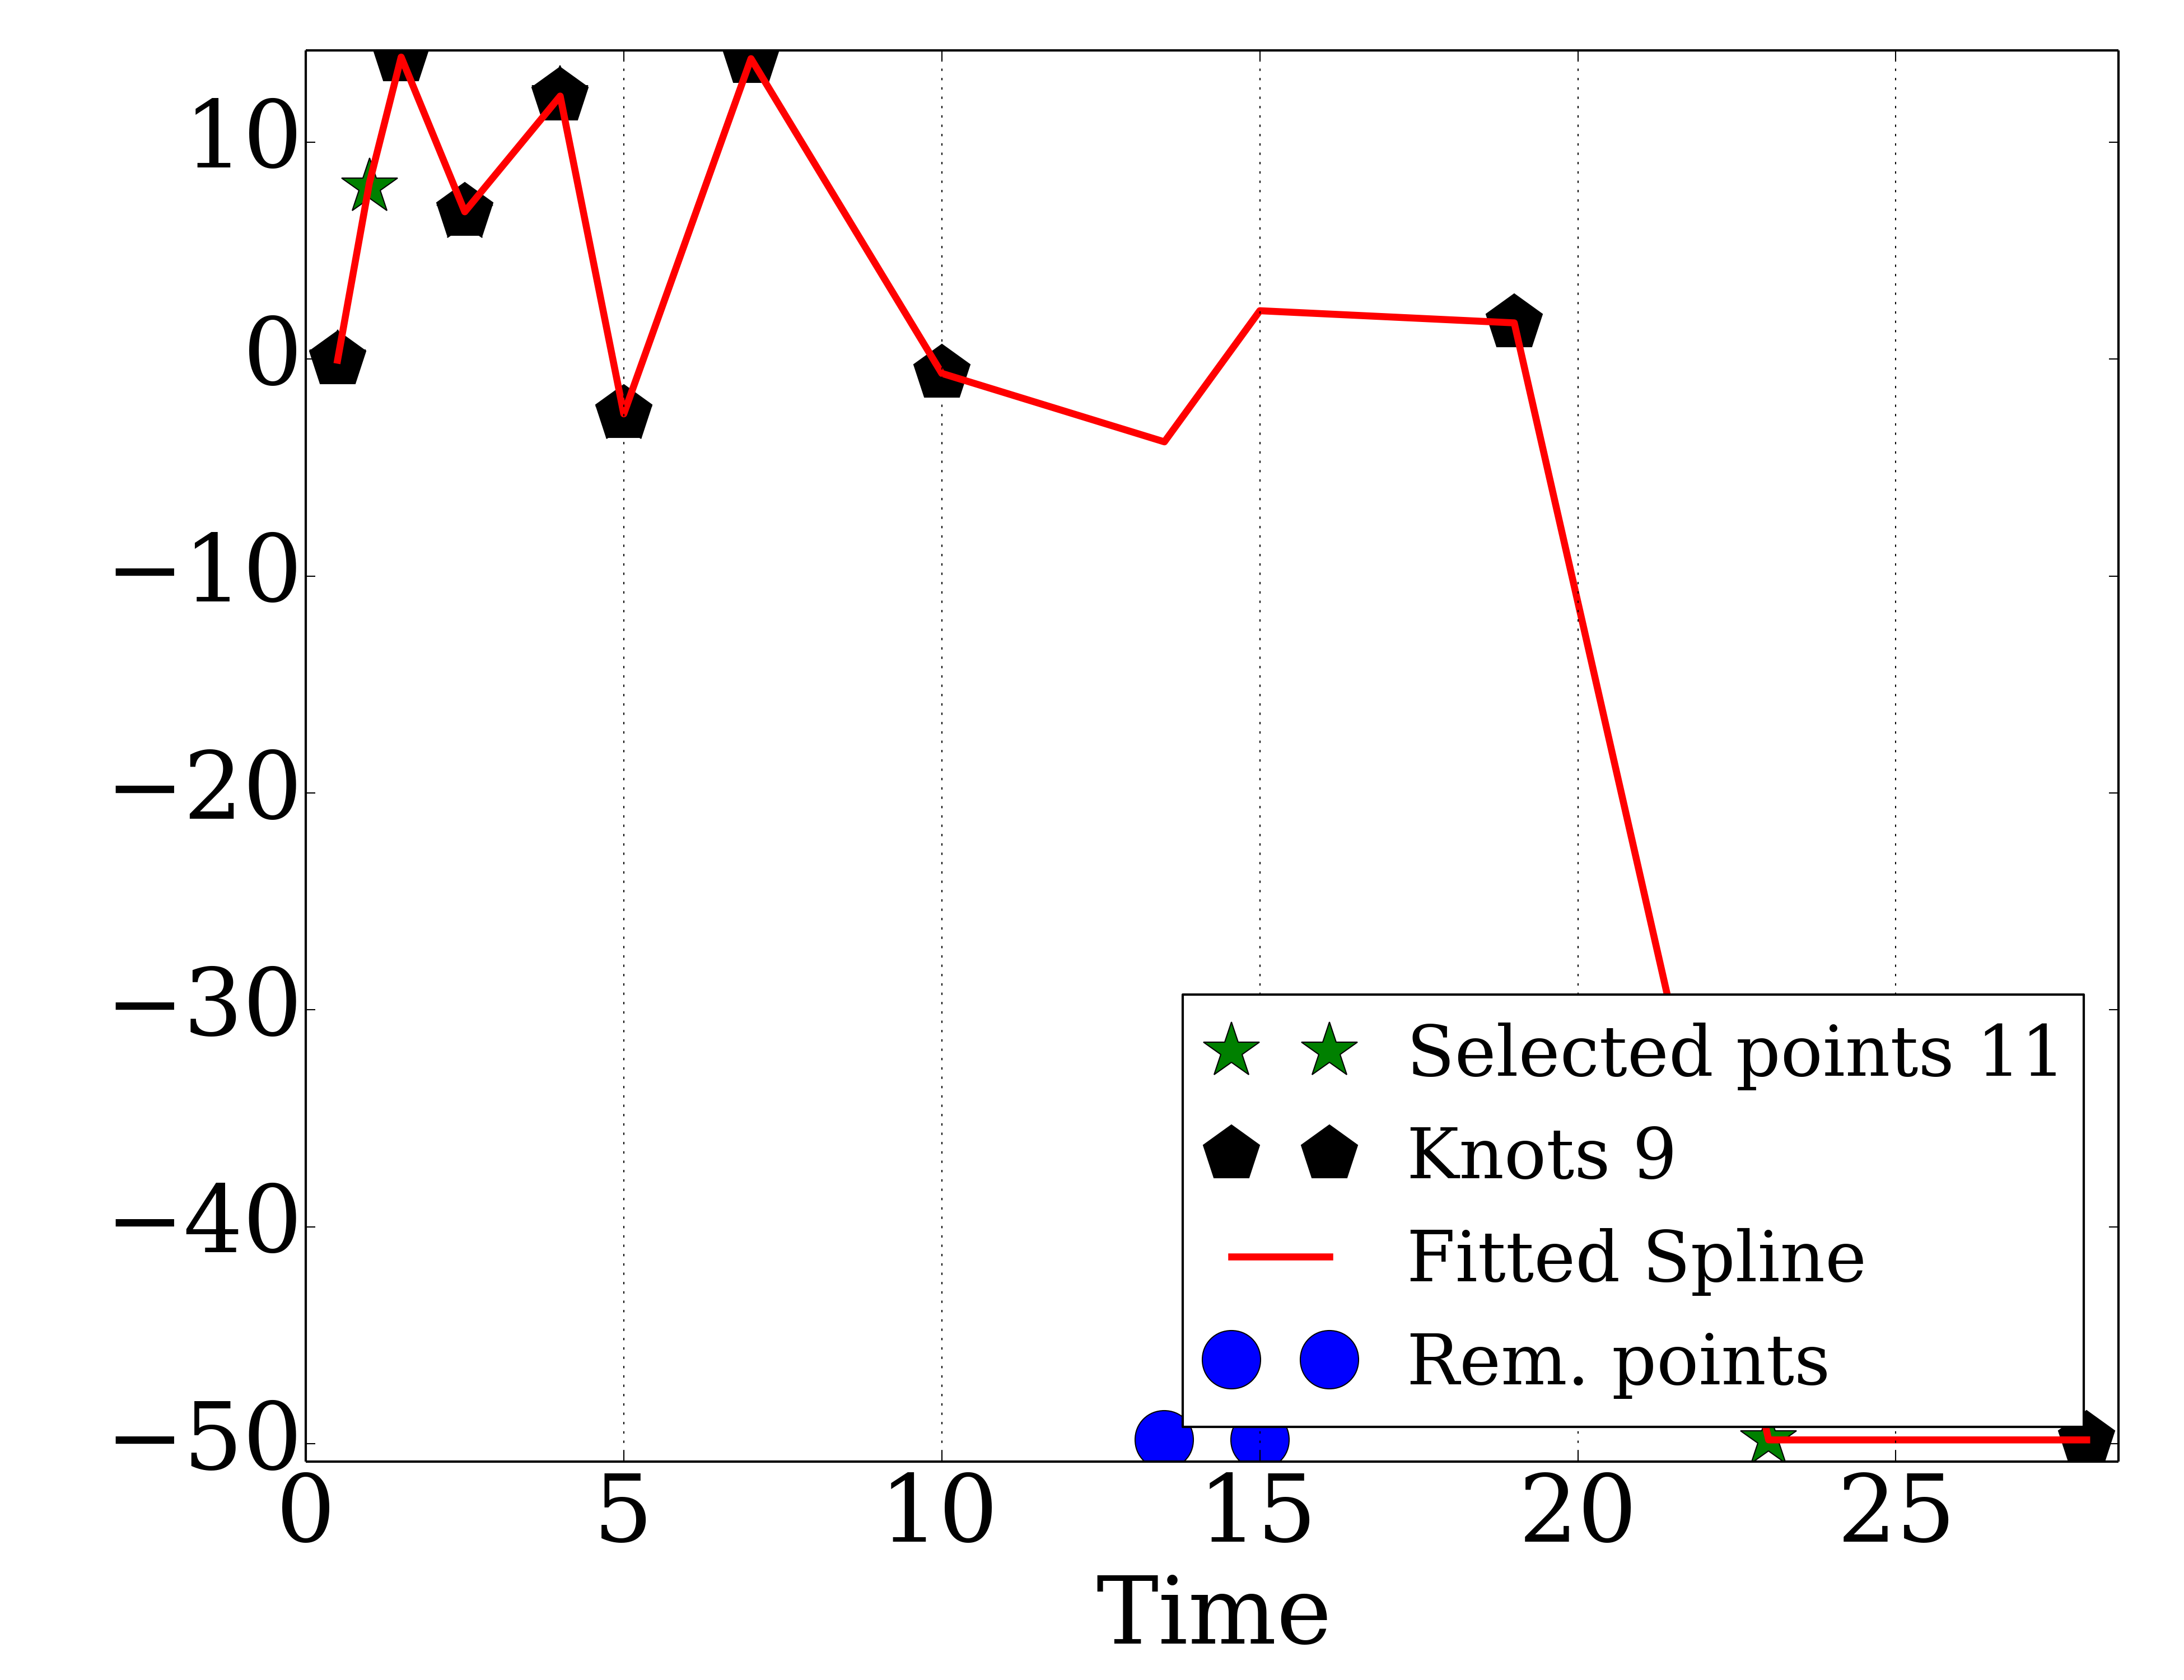 10
0
−10
−20
−30
−40
−50
Selected points 11
Knots 9
Fitted Spline
Rem. points
0 5 10 15 20 25
Time